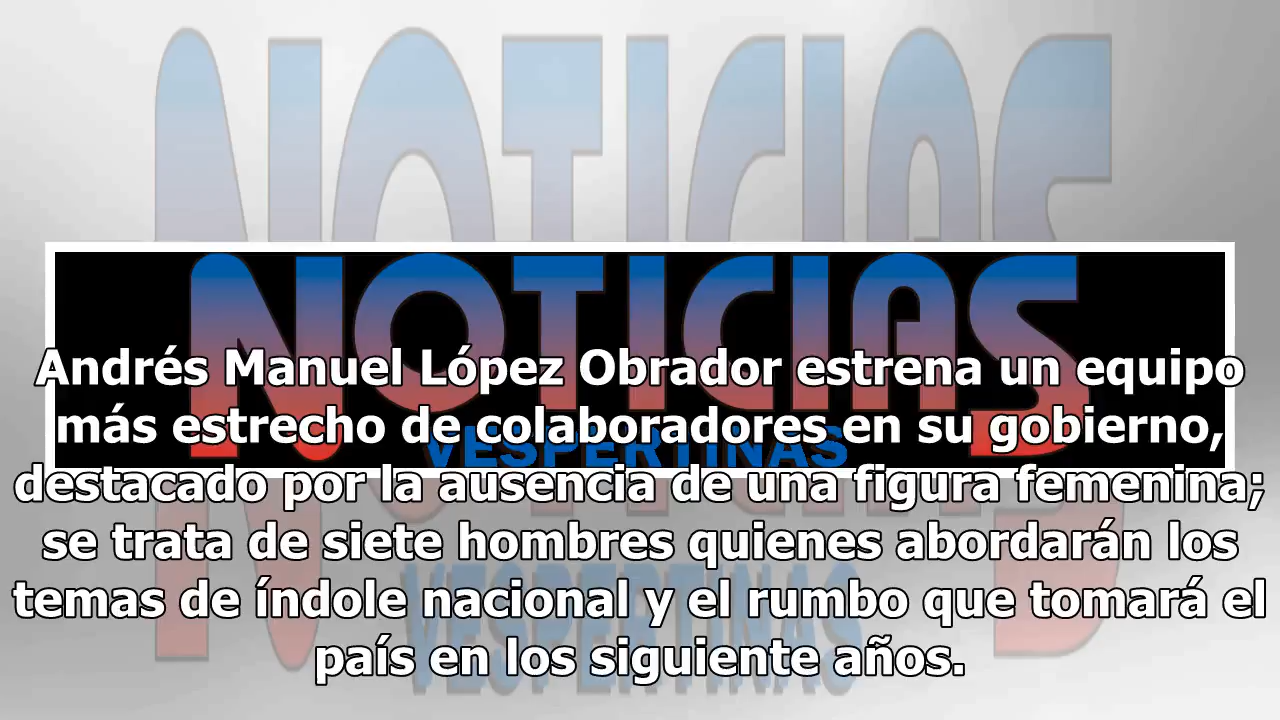 NOTICIAS
NOTICIAS
VESPERTINAS
Andrés Manuel López Obrador estrena un equipo
más estrecho de colaboradores en su gobierno,
destacado por la ausencia de una figura femenina;
se trata de siete hombres quienes abordarán los
temas de índole nacional y el rumbo que tomará el
país en los siguiente años.
VESPERTINAS